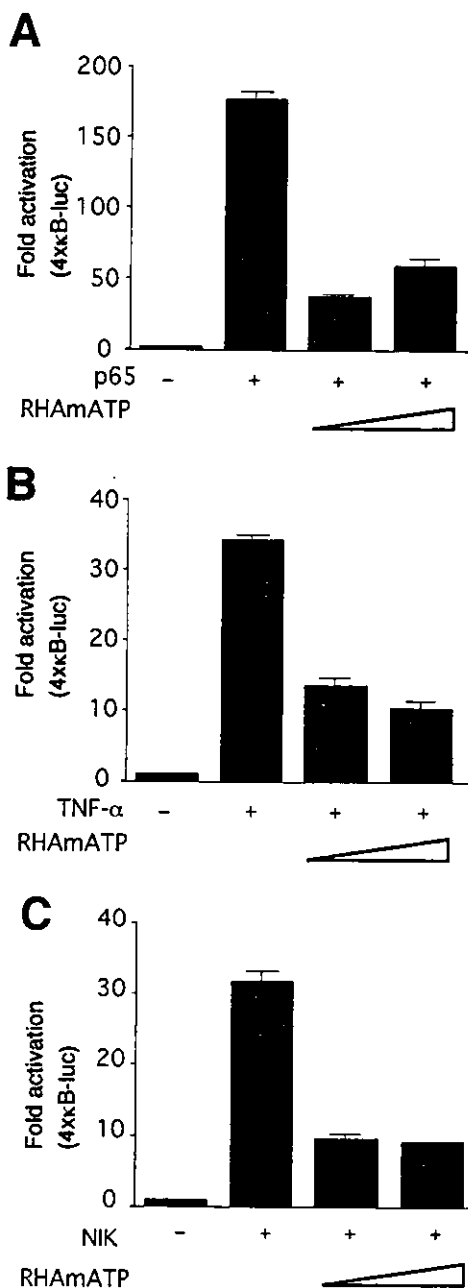 A
Fold activation
(4xκB-luc)
200
150
100
50
0
p65 - + + +
RHAmATP
B
Fold activation
(4xκB-luc)
40
30
20
10
0
TNF-α - + + +
RHAmATP
C
Fold activation
(4xκB-luc)
40
30
20
10
0
NIK - + + +
RHAmATP